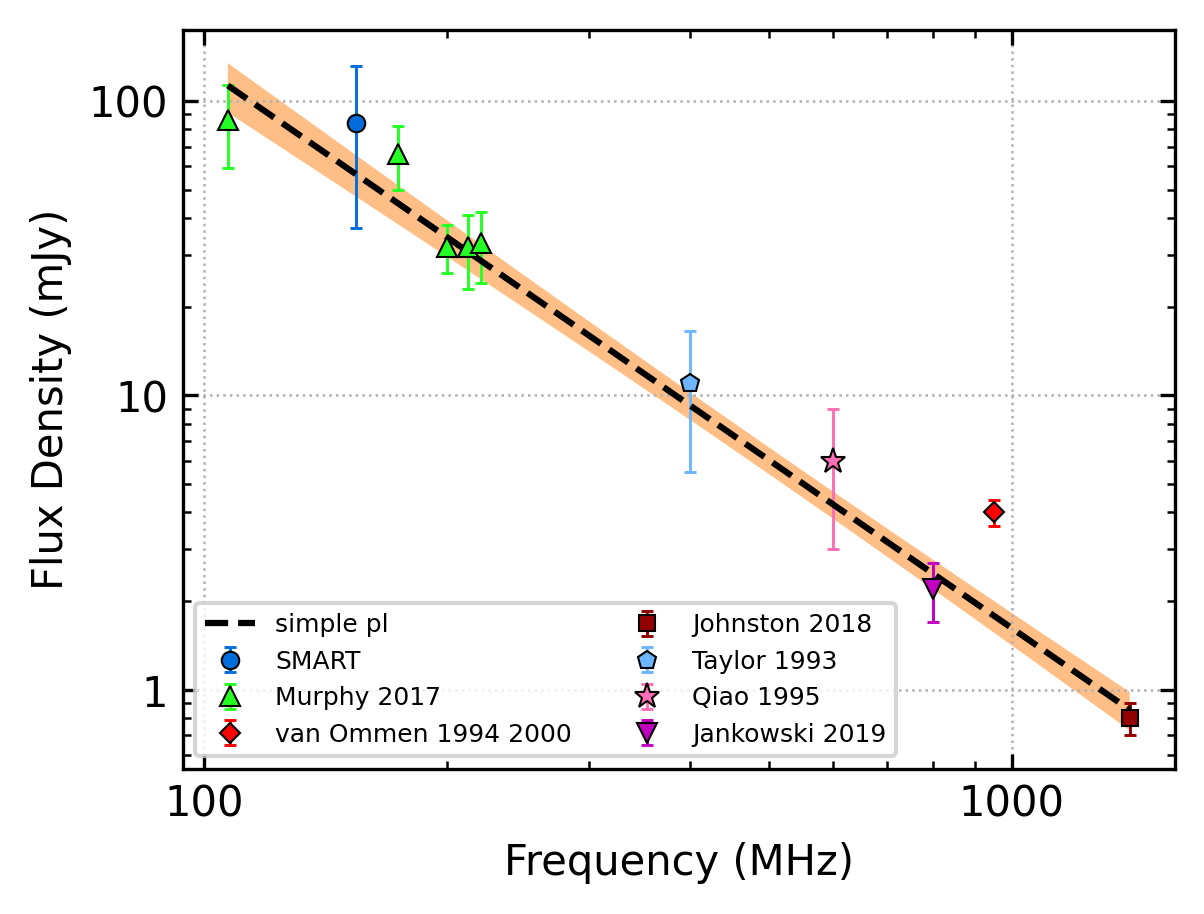 100
10
1
Flux Density (mJy)
simple pl
SMART
Murphy 2017
van Ommen 1994 2000
Johnston 2018
Taylor 1993
Qiao 1995
Jankowski 2019
100
1000
Frequency (MHz)